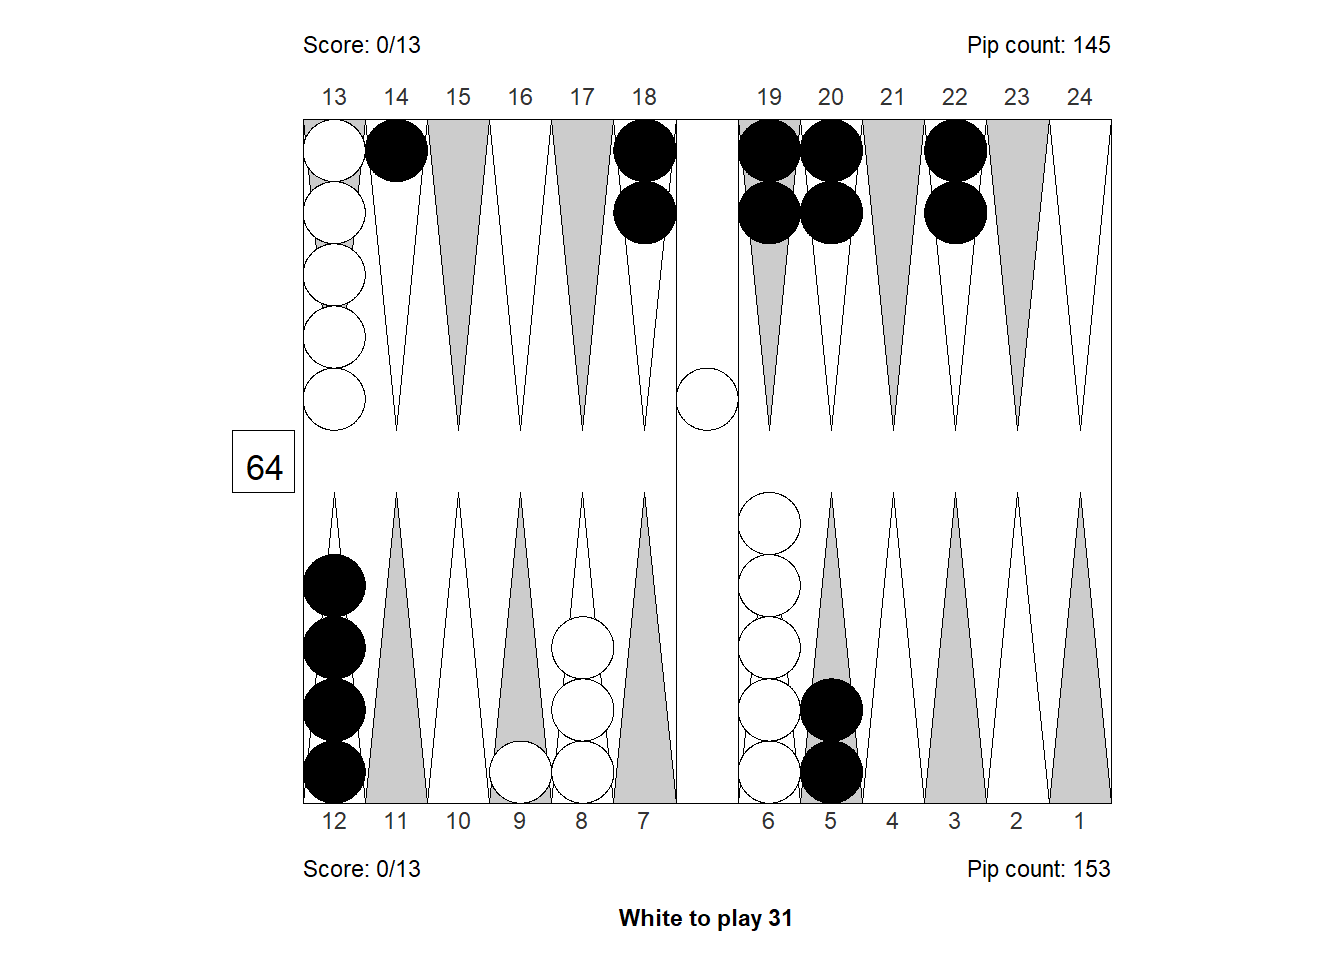 Score: 0/13 Pip count: 145
13 14 15 16 17 18 19 20 21 22 23 24
64
12 11 10 9 8 7 6 5 4 3 2 1
Score: 0/13 Pip count: 153
White to play 31